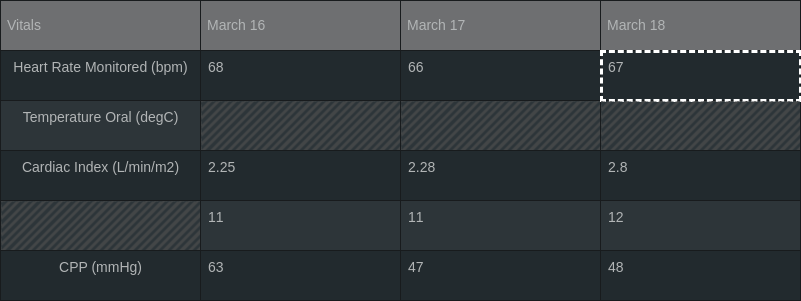 Vitals March 16 March 17 March 18
Heart Rate Monitored (bpm) 68 66 67
Temperature Oral (degC)
Cardiac Index (L/min/m2) 2.25 2.28 2.8
11 11 12
CPP (mmHg) 63 47 48